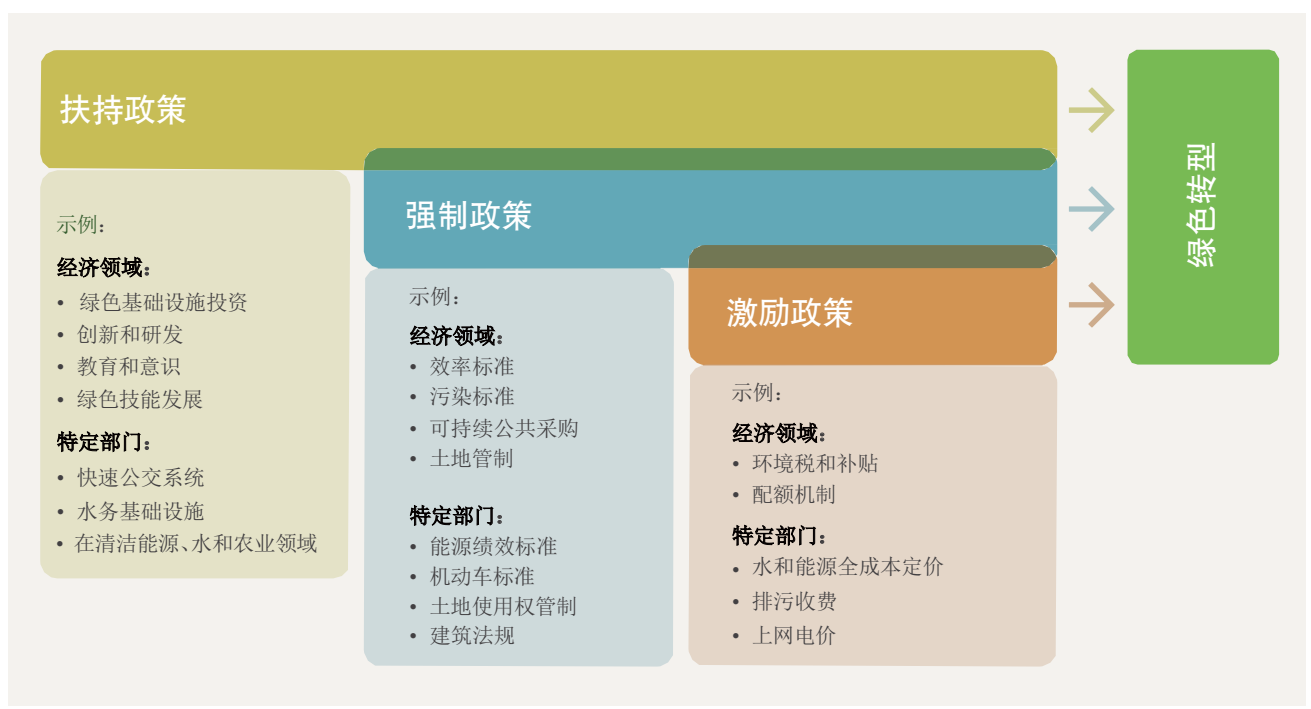 扶持政策
示例：
经济领域：
• 绿色基础设施投资
• 创新和研发
• 教育和意识
• 绿色技能发展
特定部门：
• 快速公交系统
• 水务基础设施
• 在清洁能源、水和农业领域
强制政策
示例：
经济领域：
• 效率标准
• 污染标准
• 可持续公共采购
• 土地管制
特定部门：
• 能源绩效标准
• 机动车标准
• 土地使用权管制
• 建筑法规
激励政策
示例：
经济领域：
• 环境税和补贴
• 配额机制
特定部门：
• 水和能源全成本定价
• 排污收费
• 上网电价
绿色转型